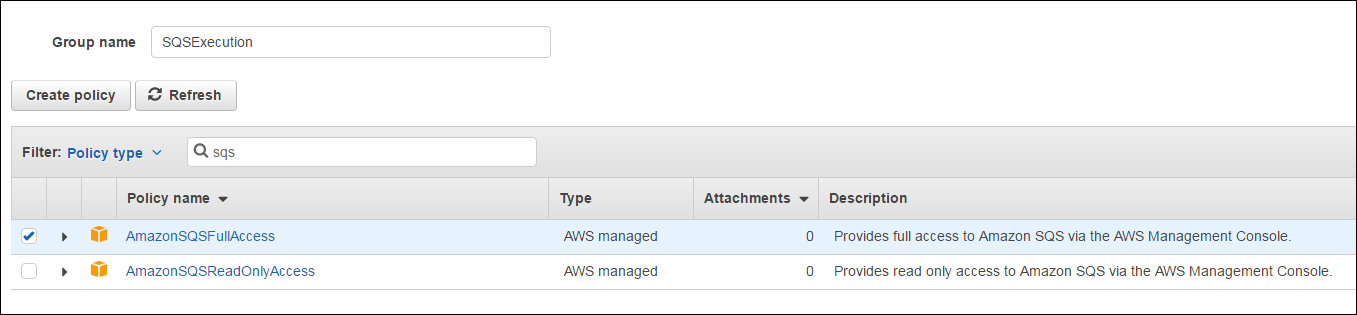 Group name SQSExecution
Create policy Refresh
Filter: Policy type sqs
Policy name Type Attachments Description
AmazonSQSFullAccess AWS managed 0 Provides full access to Amazon SQS via the AWS Management Console.
AmazonSQSReadOnlyAccess AWS managed 0 Provides read only access to Amazon SQS via the AWS Management Console.